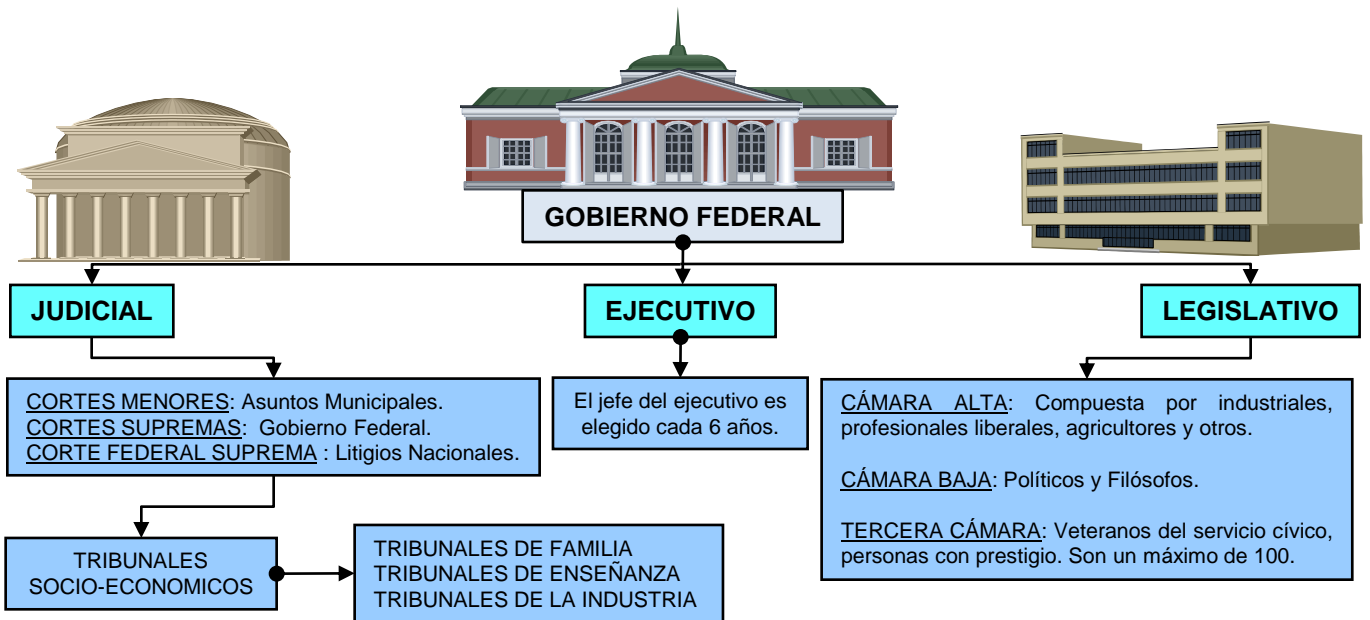 GOBIERNO FEDERAL
JUDICIAL
EJECUTIVO
LEGISLATIVO
CORTES MENORES: Asuntos Municipales.
CORTES SUPREMAS: Gobierno Federal.
CORTE FEDERAL SUPREMA : Litigios Nacionales.
TRIBUNALES
SOCIO-ECONOMICOS
TRIBUNALES DE FAMILIA
TRIBUNALES DE ENSEÑANZA
TRIBUNALES DE LA INDUSTRIA
El jefe del ejecutivo es
elegido cada 6 años.
CÁMARA ALTA: Compuesta por industriales,
profesionales liberales, agricultores y otros.
CÁMARA BAJA: Políticos y Filósofos.
TERCERA CÁMARA: Veteranos del servicio cívico,
personas con prestigio. Son un máximo de 100.